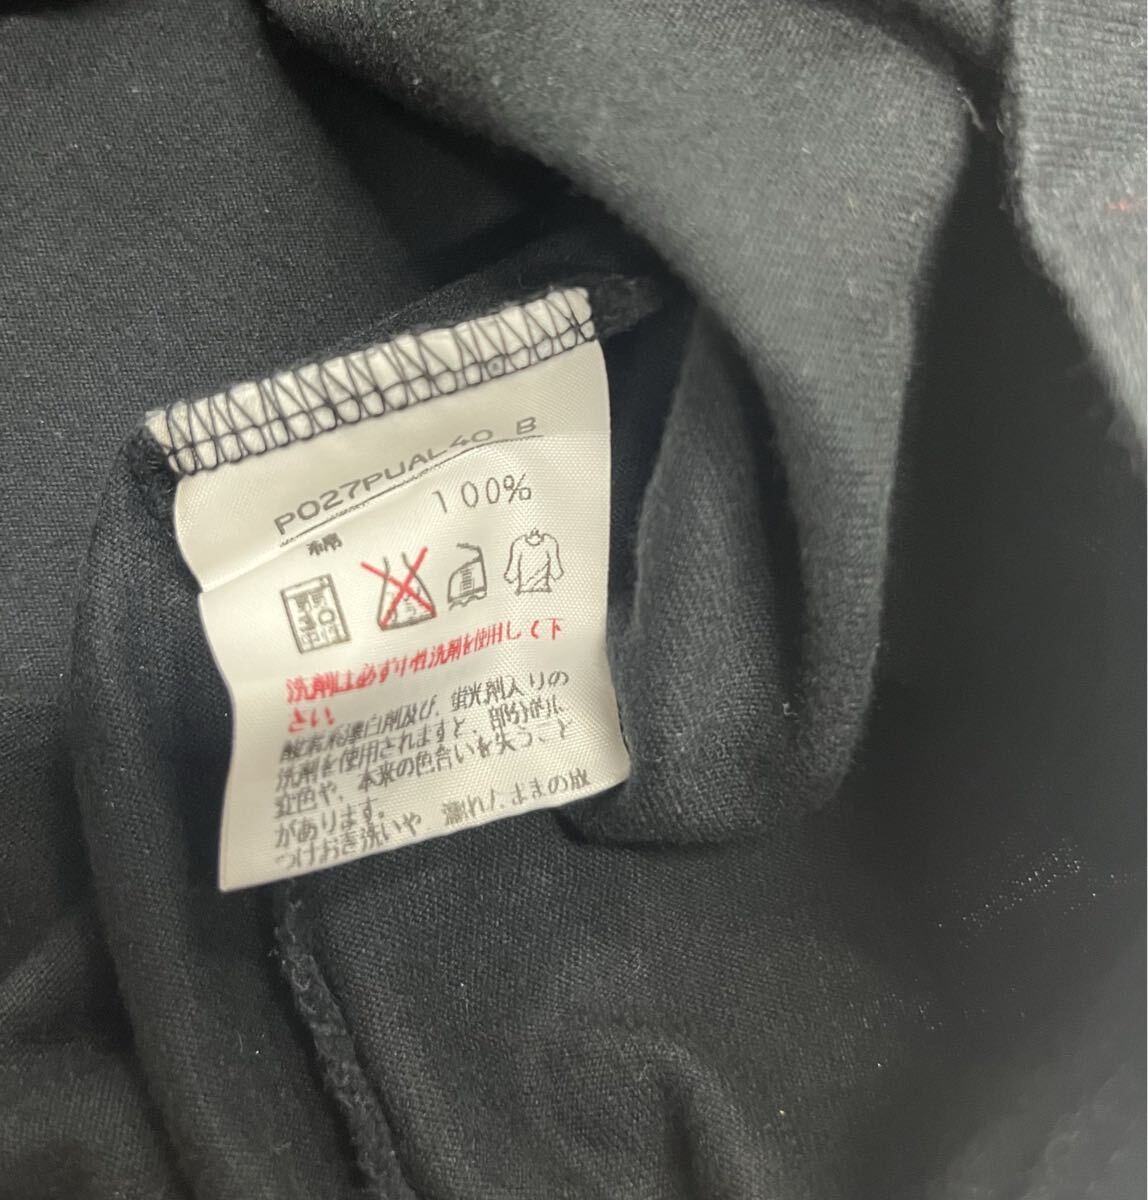 P027PUAL40 B
綿 100%
洗剤は必ず中性洗剤を使用して下
さい
酸素系漂白剤及び、蛍光剤入りの
洗剤を使用されますと、部分的に
変色や、本来の色合いを失うこと
があります。
つけおき洗いや、濡れたままの放